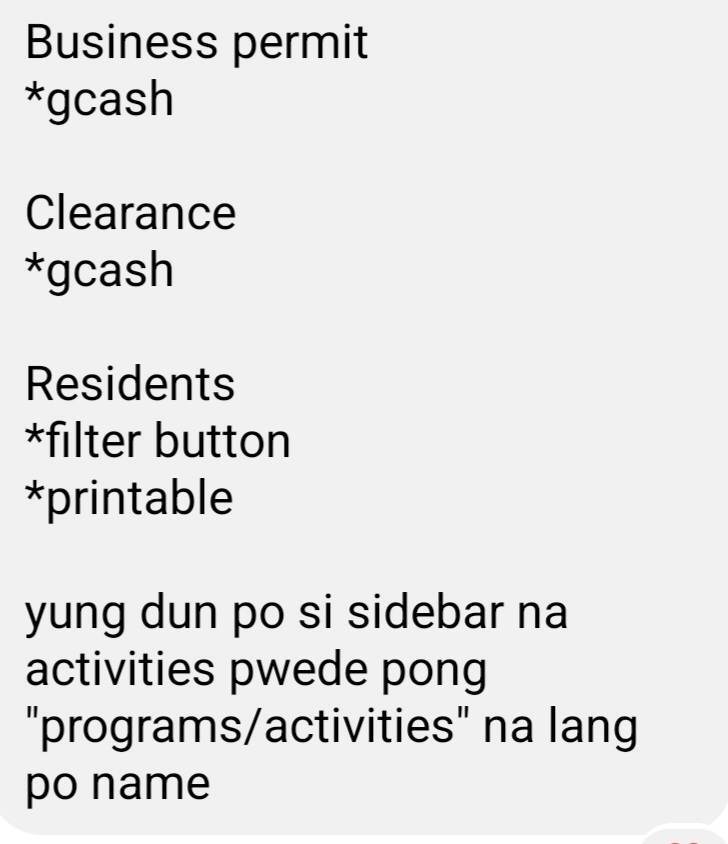 Business permit
*gcash
Clearance
*gcash
Residents
*filter button
*printable
yung dun po si sidebar na
activities pwede pong
"programs/activities" na lang
po name